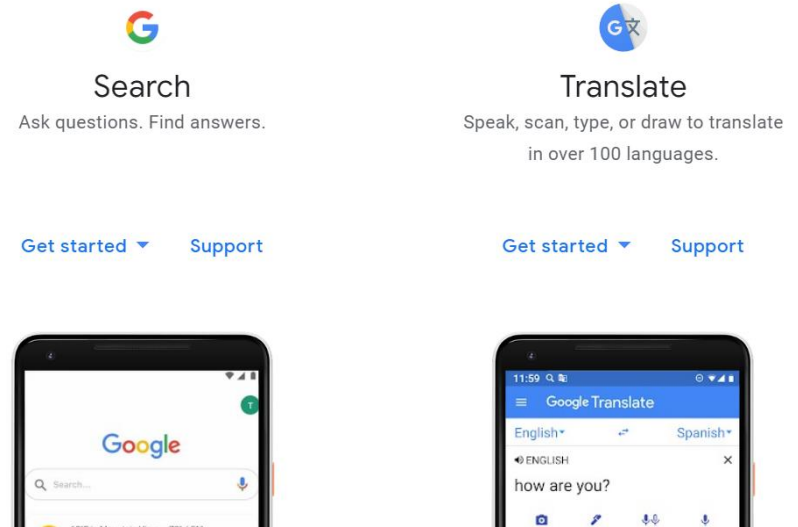 Search
Ask questions. Find answers.
Get started
Support
Google
Search...
Translate
Speak, scan, type, or draw to translate
in over 100 languages.
Get started
Support
11:59
Google Translate
English
Spanish
ENGLISH
how are you?